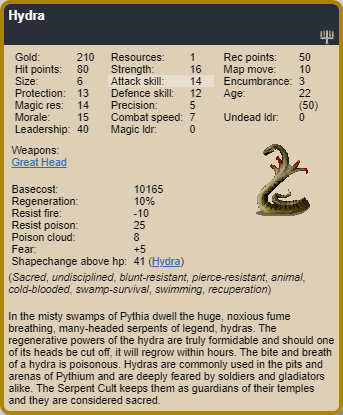 Hydra
Gold: 210 Resources: 1 Rec points: 50
Hit points: 80 Strength: 16 Map move: 10
Size: 6 Attack skill: 14 Encumbrance: 3
Protection: 13 Defence skill: 12 Age: 22
Magic res: 14 Precision: 5 (50)
Morale: 15 Combat speed: 7 Undead ldr: 0
Leadership: 40 Magic ldr: 0
Weapons:
Great Head
Basecost: 10165
Regeneration: 10%
Resist fire: -10
Resist poison: 25
Poison cloud: 8
Fear: +5
Shapechange above hp: 41 (Hydra)
(Sacred, undisciplined, blunt-resistant, pierce-resistant, animal,
cold-blooded, swamp-survival, swimming, recuperation)
In the misty swamps of Pythia dwell the huge, noxious fume
breathing, many-headed serpents of legend, hydras. The
regenerative powers of the hydra are truly formidable and should one
of its heads be cut off, it will regrow within hours. The bite and breath
of a hydra is poisonous. Hydras are commonly used in the pits and
arenas of Pythium and are deeply feared by soldiers and gladiators
alike. The Serpent Cult keeps them as guardians of their temples
and they are considered sacred.